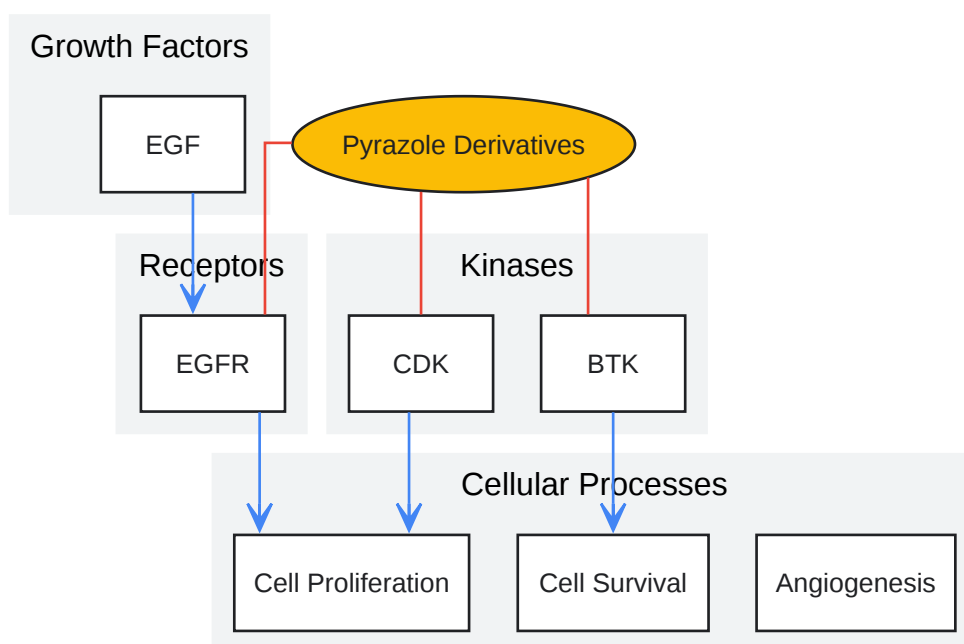 Growth Factors
EGF
Pyrazole Derivatives
Receptors
Kinases
EGFR
CDK
BTK
Cellular Processes
Cell Proliferation
Cell Survival
Angiogenesis